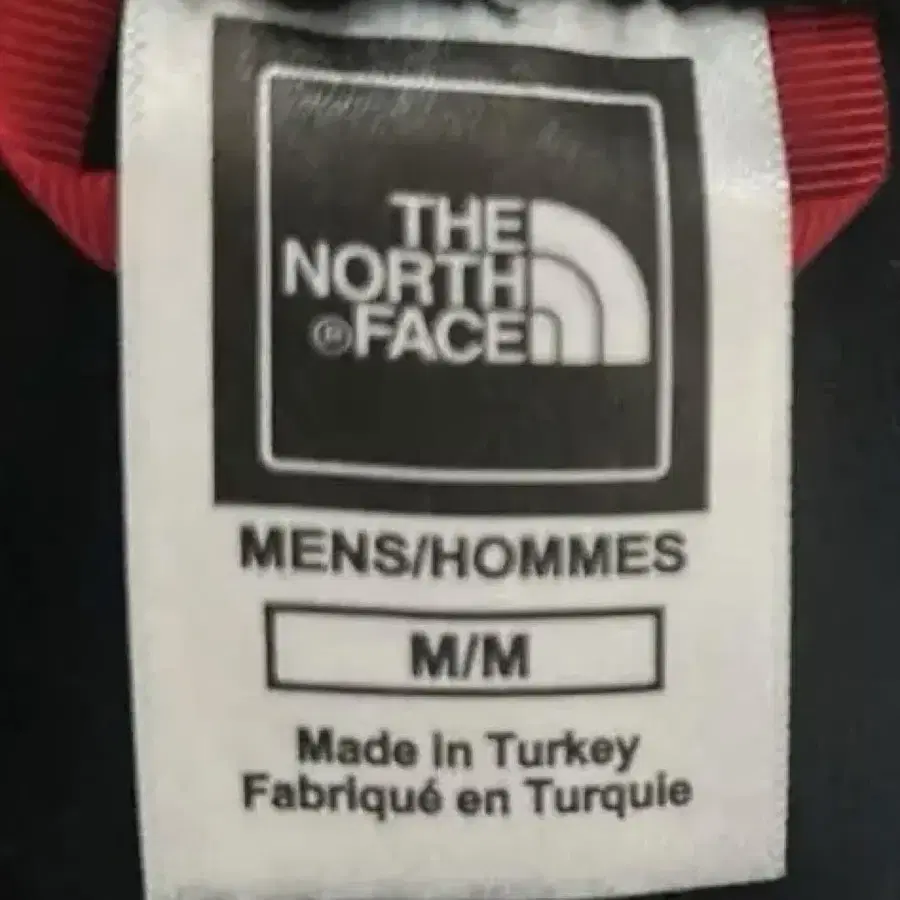 THE
NORTH
®FACE
MENS/HOMMES
M/M
Made in Turkey
Fabriqué en Turquie